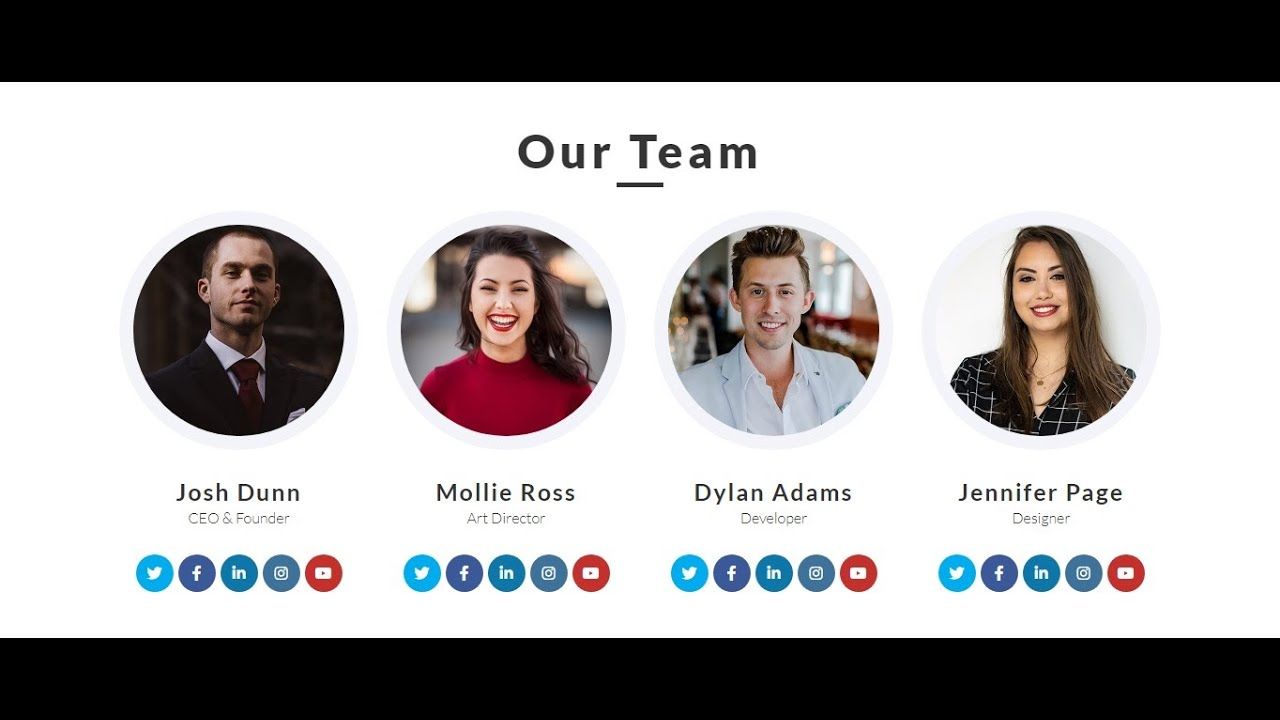 Our Team
Josh Dunn
CEO & Founder
Mollie Ross
Art Director
Dylan Adams
Developer
Jennifer Page
Designer